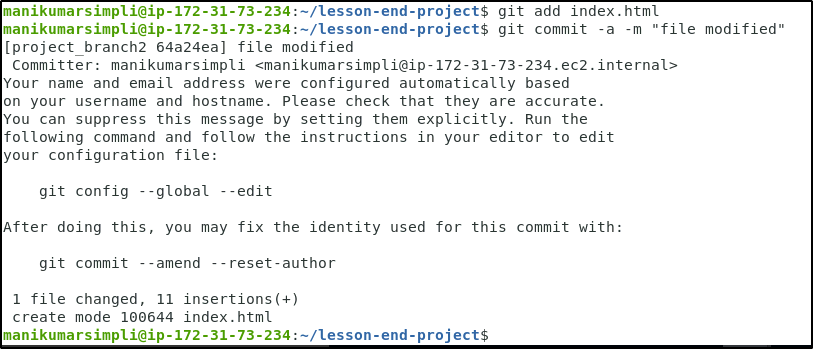 manikumarsimpli@ip-172-31-73-234:~/lesson-end-project$ git add index.html
manikumarsimpli@ip-172-31-73-234:~/lesson-end-project$ git commit -a -m "file modified"
[project_branch2 64a24ea] file modified
 Committer: manikumarsimpli <manikumarsimpli@ip-172-31-73-234.ec2.internal>
Your name and email address were configured automatically based
on your username and hostname. Please check that they are accurate.
You can suppress this message by setting them explicitly. Run the
following command and follow the instructions in your editor to edit
your configuration file:

    git config --global --edit

After doing this, you may fix the identity used for this commit with:

    git commit --amend --reset-author

 1 file changed, 11 insertions(+)
 create mode 100644 index.html
manikumarsimpli@ip-172-31-73-234:~/lesson-end-project$